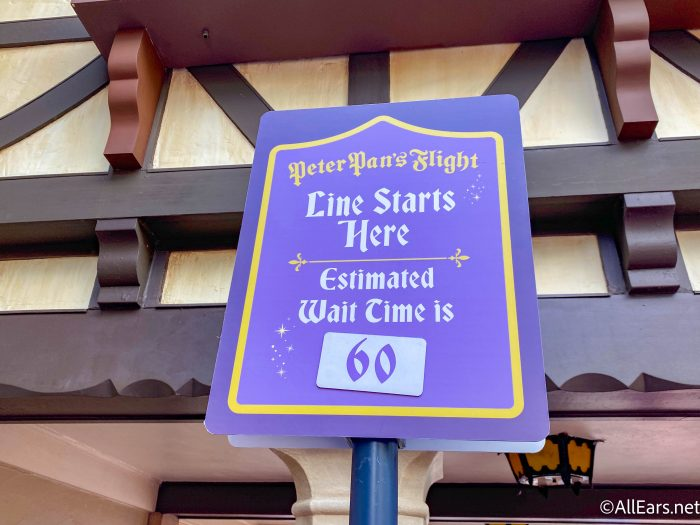 Peter Pan's Flight
Line Starts
Here
Estimated
Wait Time is
60
©AllEars.net